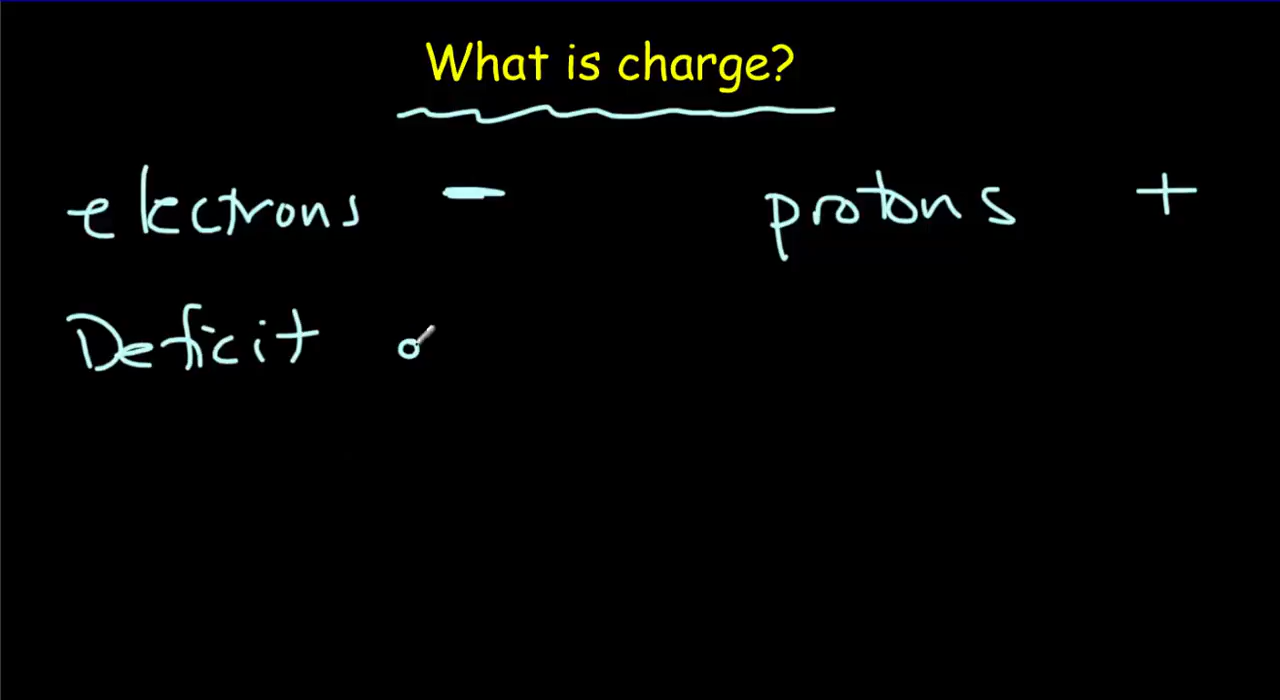 What is charge?
electrons - protons +
Deficit o